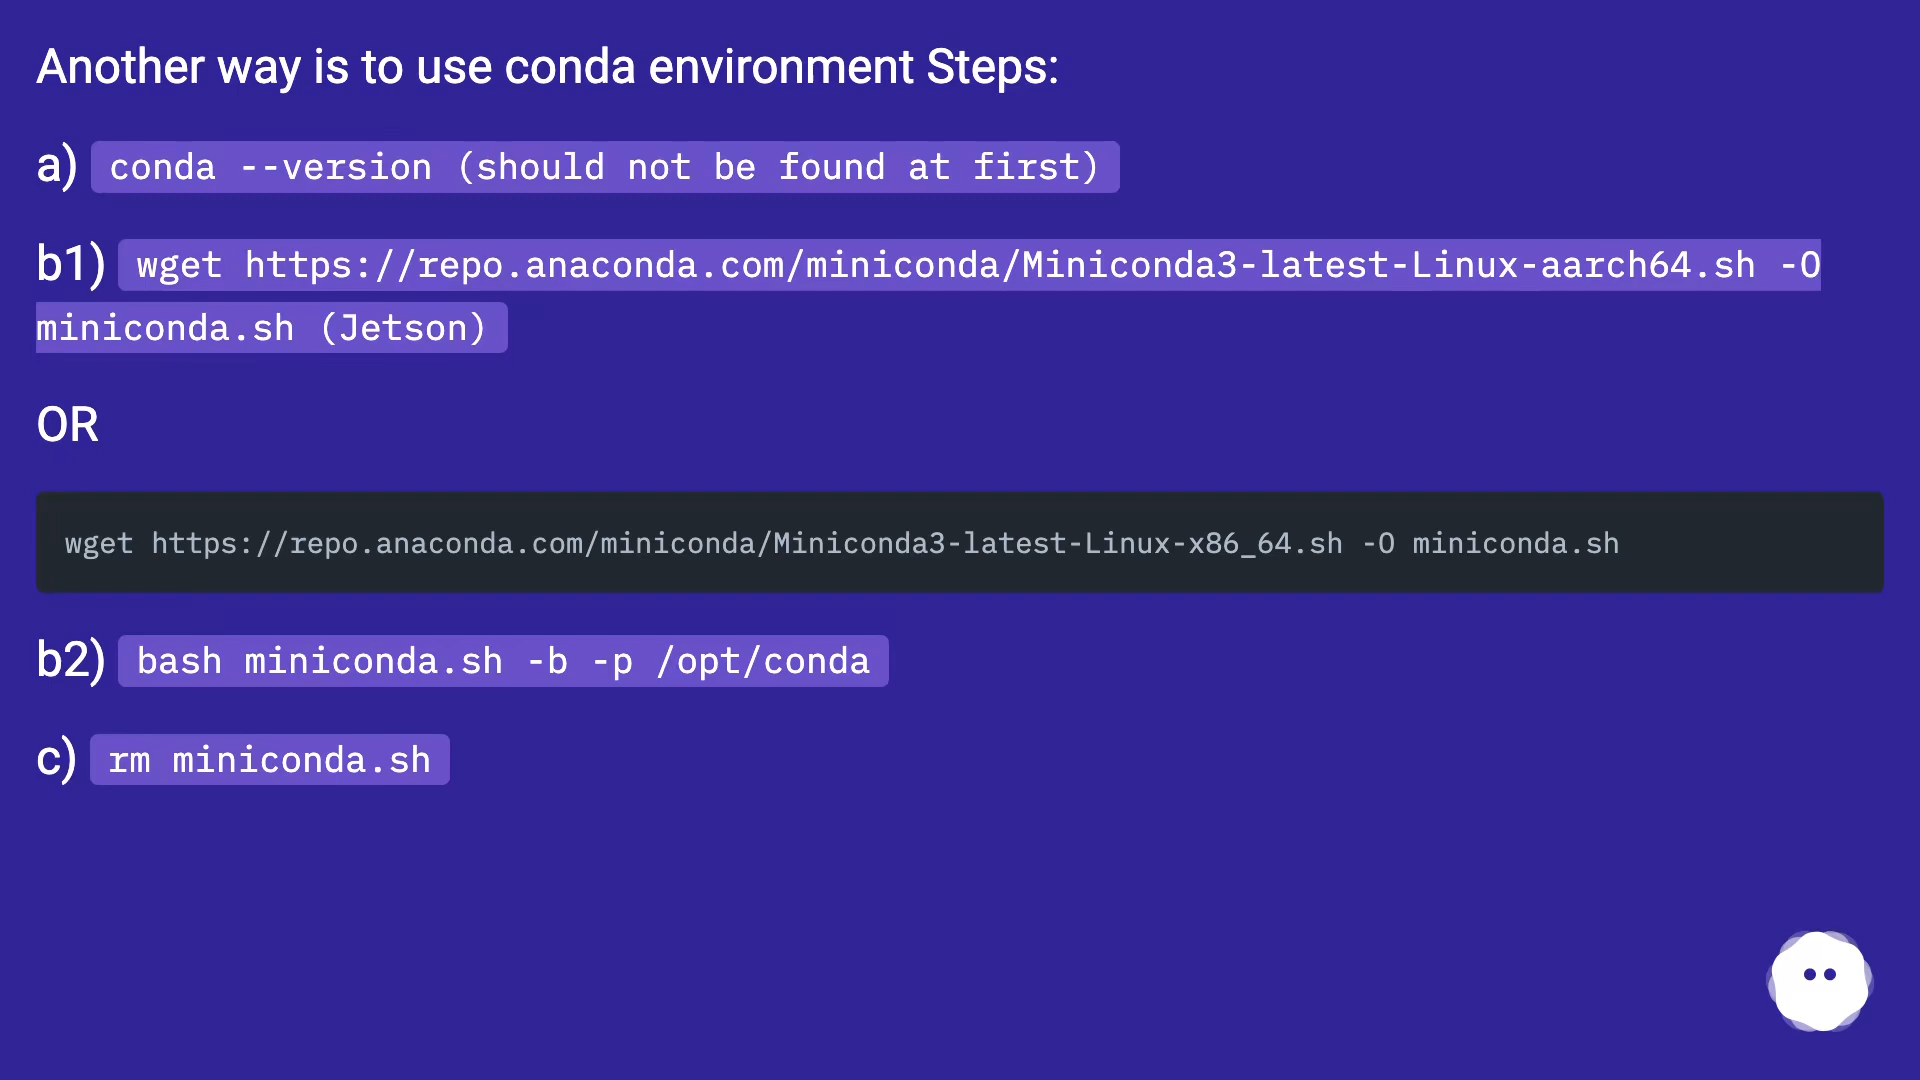 Another way is to use conda environment Steps:
a) conda --version (should not be found at first)
b1) wget https://repo.anaconda.com/miniconda/Miniconda3-latest-Linux-aarch64.sh -O
miniconda.sh (Jetson)
OR
wget https://repo.anaconda.com/miniconda/Miniconda3-latest-Linux-x86_64.sh -O miniconda.sh
b2) bash miniconda.sh -b -p /opt/conda
c) rm miniconda.sh